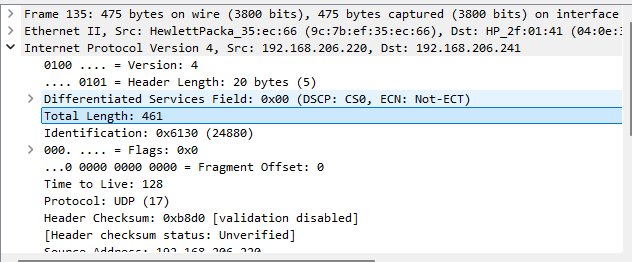 Frame 135: 475 bytes on wire (3800 bits), 475 bytes captured (3800 bits) on interface
Ethernet II, Src: HewlettPacka_35:ec:66 (9c:7b:ef:35:ec:66), Dst: HP_2f:01:41 (04:0e:
Internet Protocol Version 4, Src: 192.168.206.220, Dst: 192.168.206.241
0100 .... = Version: 4
.... 0101 = Header Length: 20 bytes (5)
Differentiated Services Field: 0x00 (DSCP: CS0, ECN: Not-ECT)
Total Length: 461
Identification: 0x6130 (24880)
000. .... = Flags: 0x0
...0 0000 0000 0000 = Fragment Offset: 0
Time to Live: 128
Protocol: UDP (17)
Header Checksum: 0xb8d0 [validation disabled]
[Header checksum status: Unverified]
Source Address: 192.168.206.220